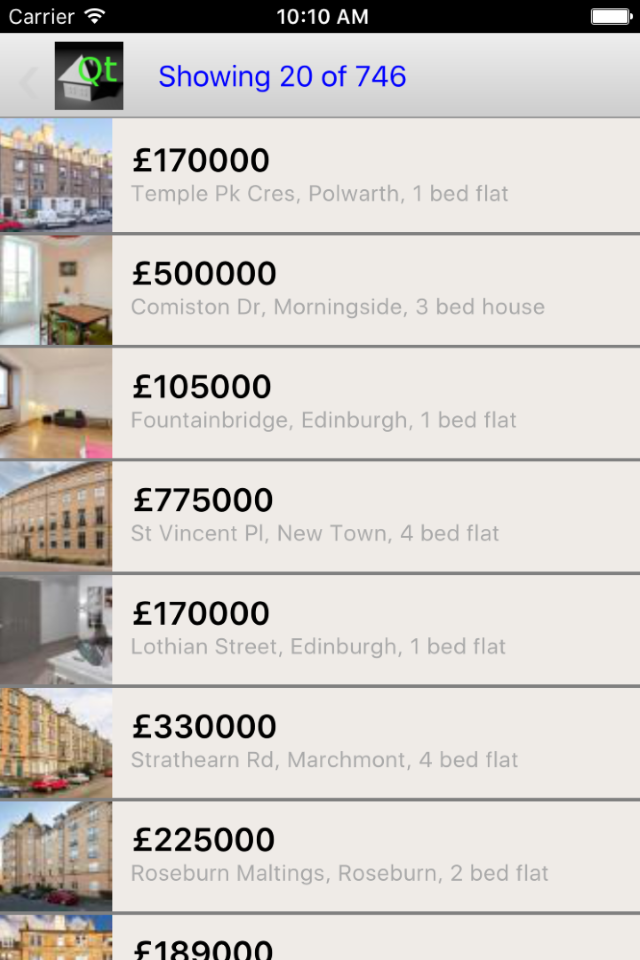 Carrier 10:10 AM
Qt Showing 20 of 746
£170000
Temple Pk Cres, Polwarth, 1 bed flat
£500000
Comiston Dr, Morningside, 3 bed house
£105000
Fountainbridge, Edinburgh, 1 bed flat
£775000
St Vincent Pl, New Town, 4 bed flat
£170000
Lothian Street, Edinburgh, 1 bed flat
£330000
Strathearn Rd, Marchmont, 4 bed flat
£225000
Roseburn Maltings, Roseburn, 2 bed flat
£189000